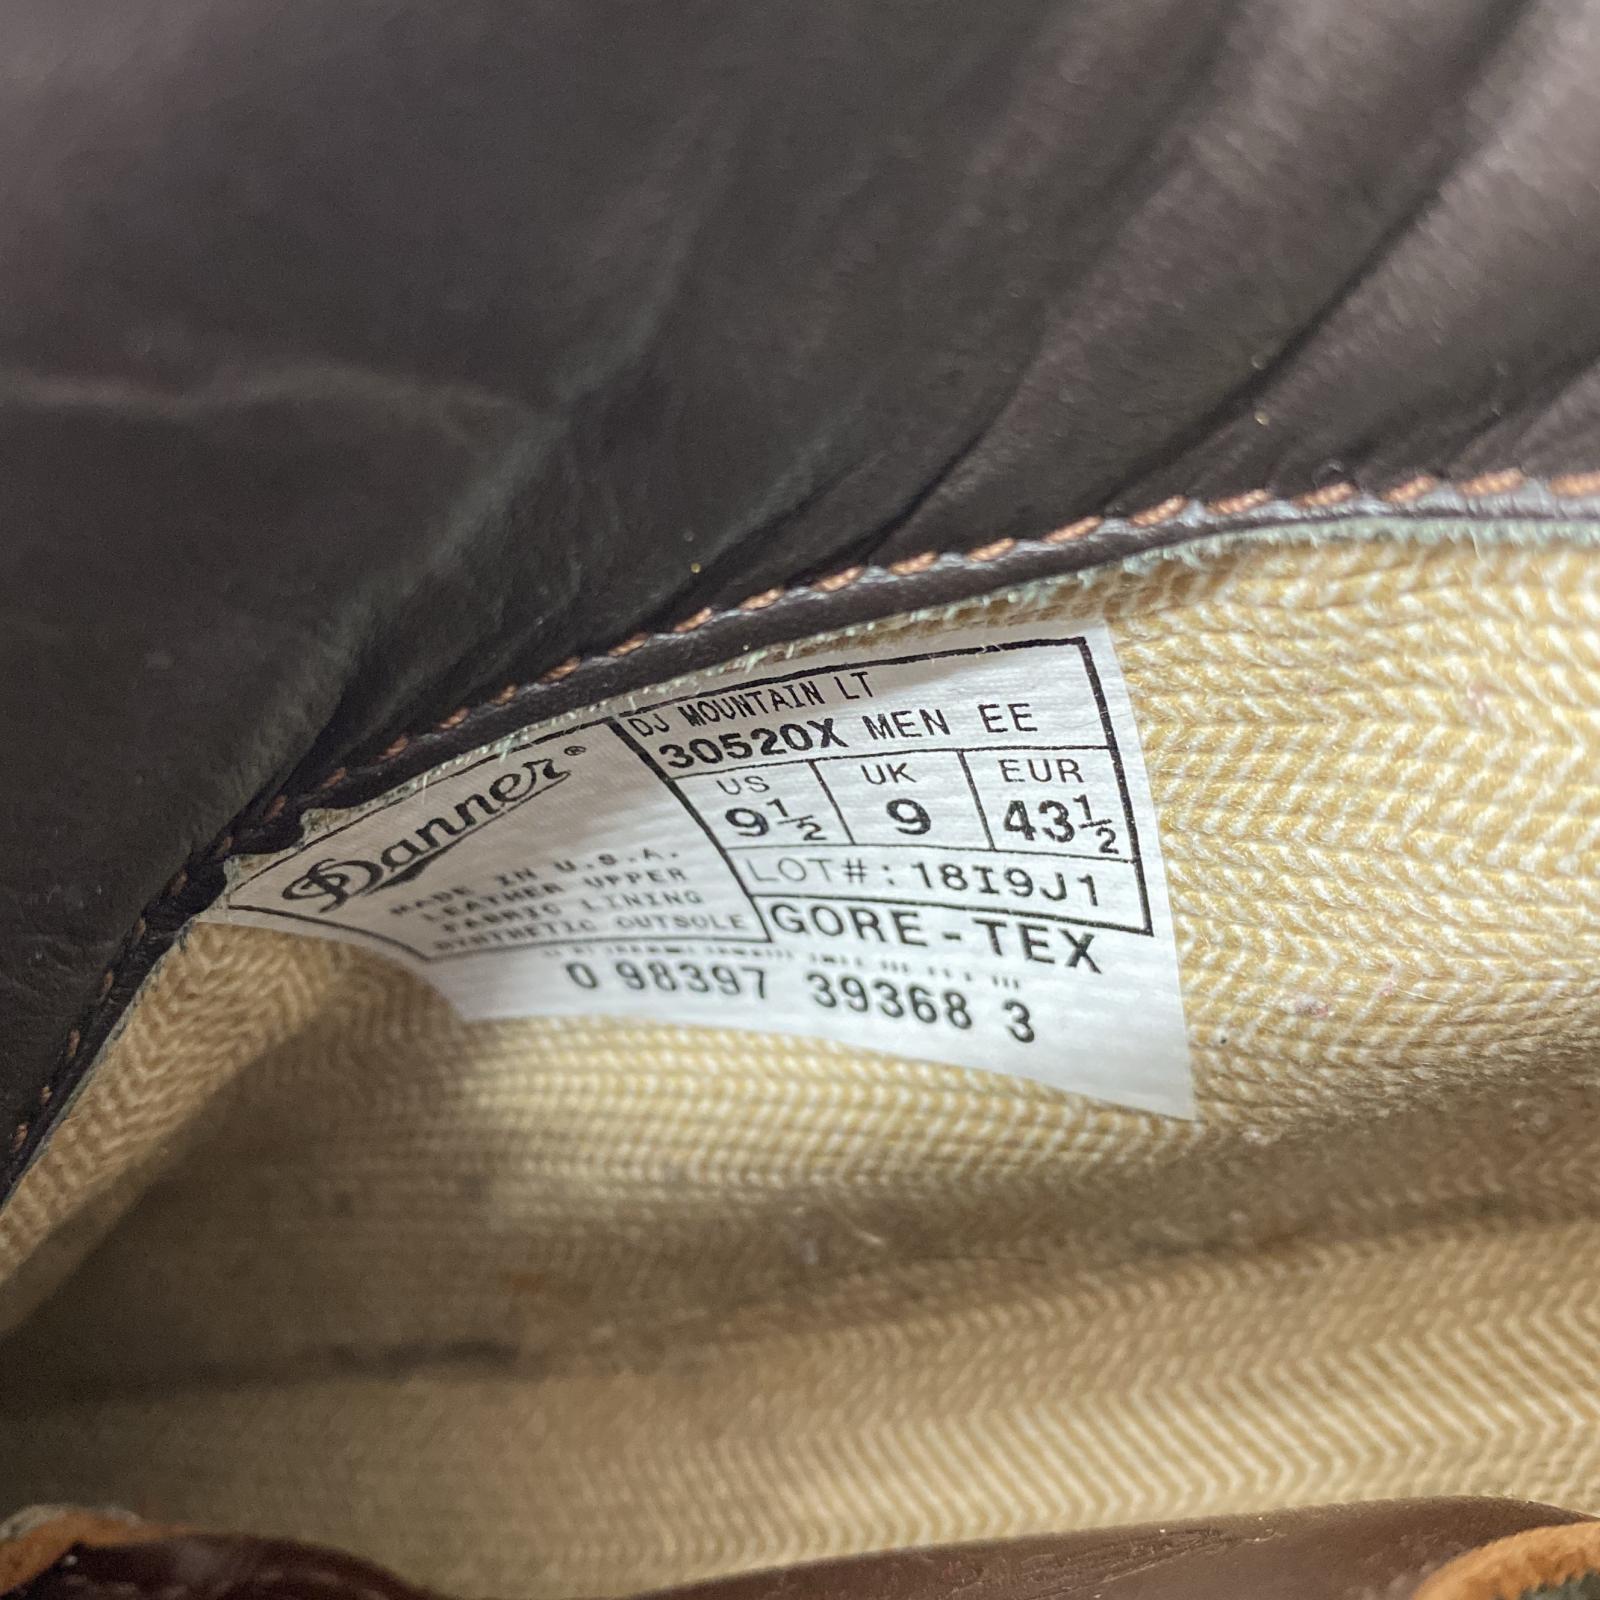 DJ MOUNTAIN LT
30520X MEN EE
US UK EUR
9½ 9 43½
LOT#:18I9J1
GORE-TEX
Danner®
MADE IN U.S.A.
LEATHER UPPER
FABRIC LINING
SYNTHETIC OUTSOLE
0 98397 39368 3